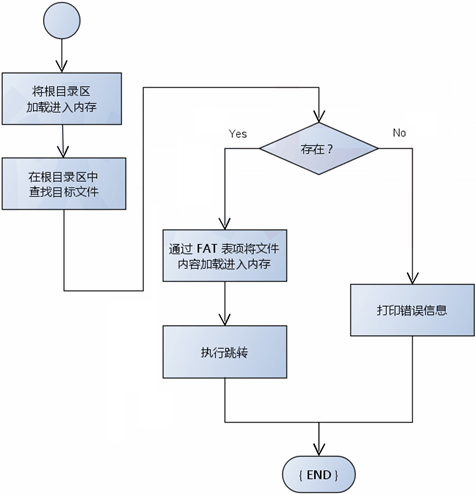 将根目录区
加载进入内存
在根目录区中
查找目标文件
存在？
Yes
No
通过 FAT 表项将文件
内容加载进入内存
打印错误信息
执行跳转
{ END }